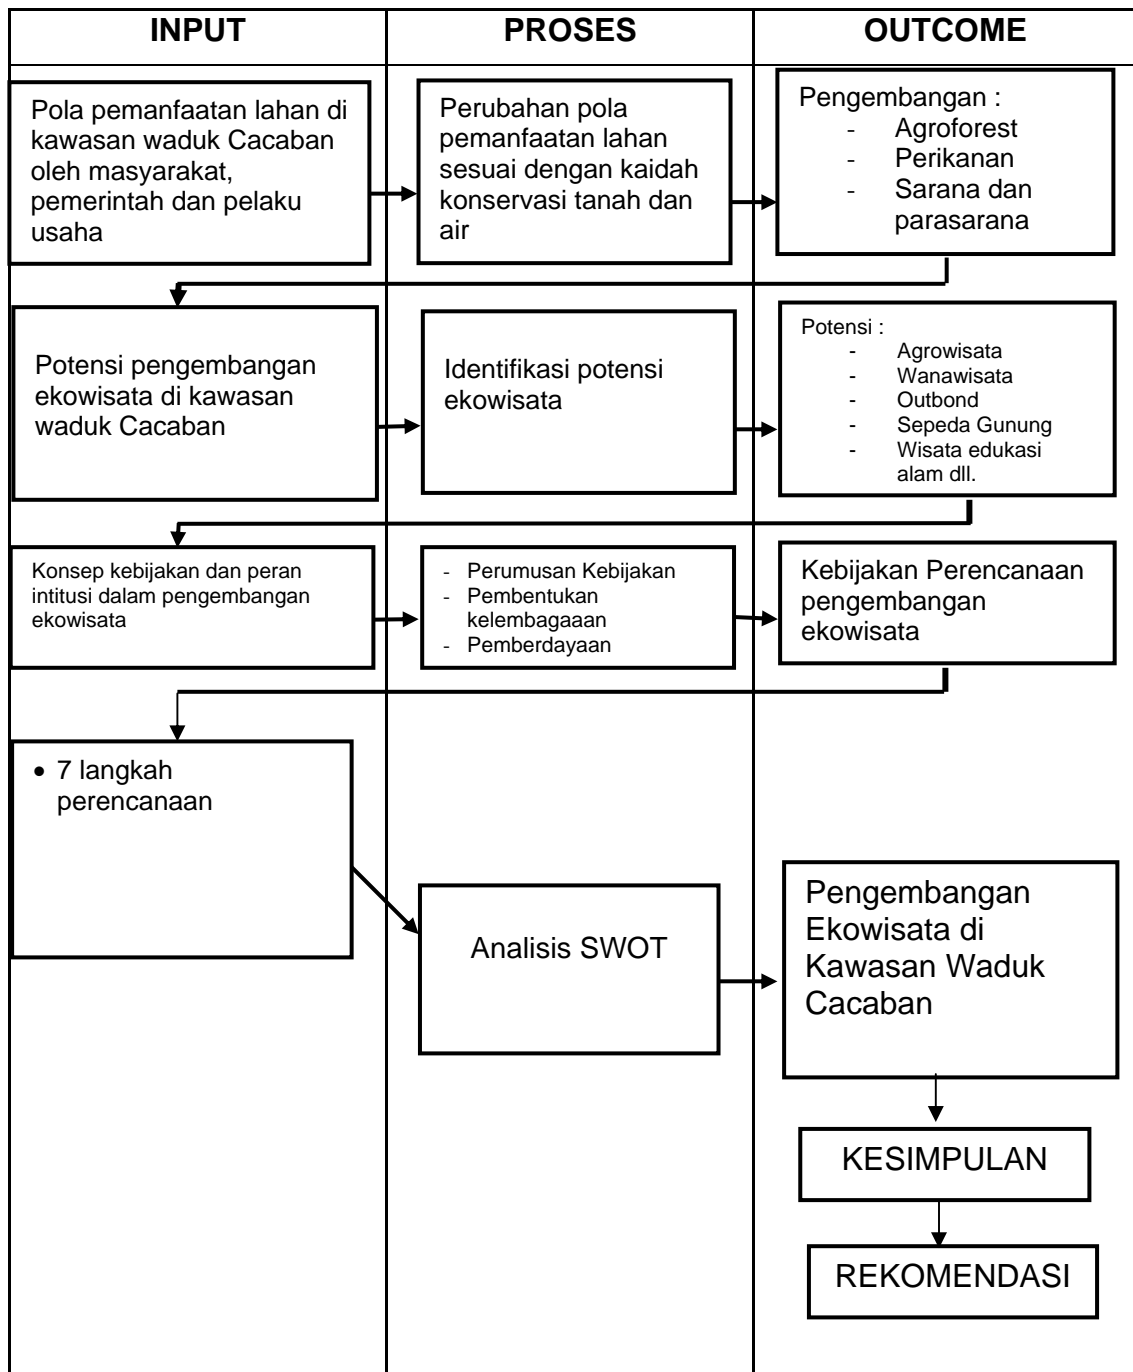 INPUT PROSES OUTCOME
Pola pemanfaatan lahan di
kawasan waduk Cacaban
oleh masyarakat,
pemerintah dan pelaku
usaha
Perubahan pola
pemanfaatan lahan
sesuai dengan kaidah
konservasi tanah dan
air
Pengembangan :
- Agroforest
- Perikanan
- Sarana dan
parasarana
Potensi pengembangan
ekowisata di kawasan
waduk Cacaban
Identifikasi potensi
ekowisata
Potensi :
- Agrowisata
- Wanawisata
- Outbond
- Sepeda Gunung
- Wisata edukasi
alam dll.
Konsep kebijakan dan peran
intitusi dalam pengembangan
ekowisata
- Perumusan Kebijakan
- Pembentukan
kelembagaaan
- Pemberdayaan
Kebijakan Perencanaan
pengembangan
ekowisata
• 7 langkah
perencanaan
Analisis SWOT
Pengembangan
Ekowisata di
Kawasan Waduk
Cacaban
KESIMPULAN
REKOMENDASI